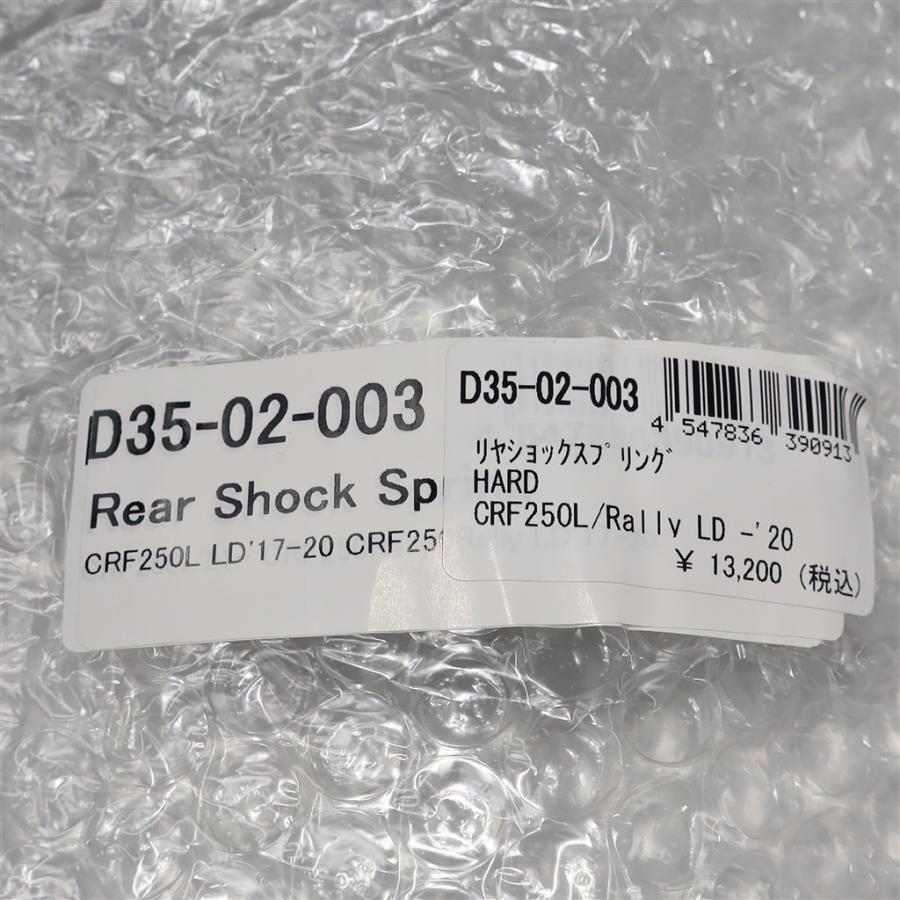 D35-02-003
Rear Shock Sp
CRF250L LD'17-20 CRF25
D35-02-003
4 547836 390913
ﾘﾔｼｮｯｸｽﾌﾟﾘﾝｸﾞ
HARD
CRF250L/Rally LD -'20
¥ 13,200 (税込)